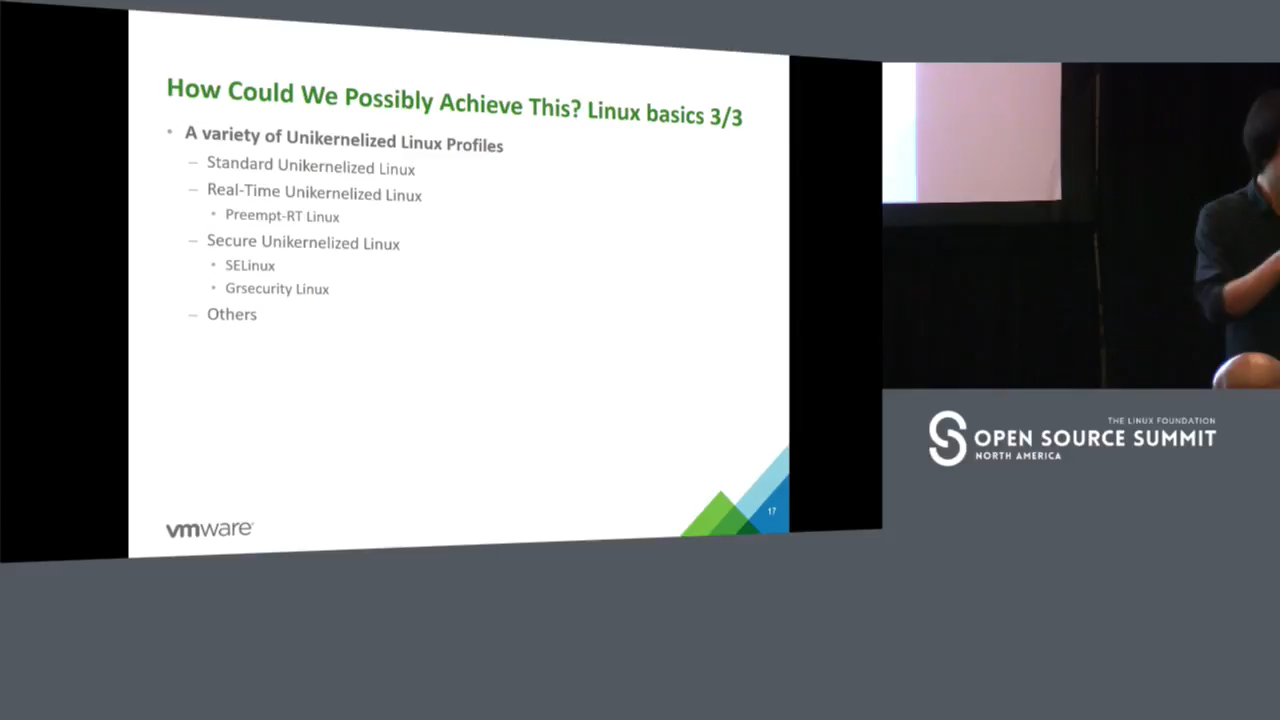 How Could We Possibly Achieve This? Linux basics 3/3
• A variety of Unikernelized Linux Profiles
– Standard Unikernelized Linux
– Real-Time Unikernelized Linux
• Preempt-RT Linux
– Secure Unikernelized Linux
• SELinux
• Grsecurity Linux
– Others
17
vmware
THE LINUX FOUNDATION
OPEN SOURCE SUMMIT
NORTH AMERICA